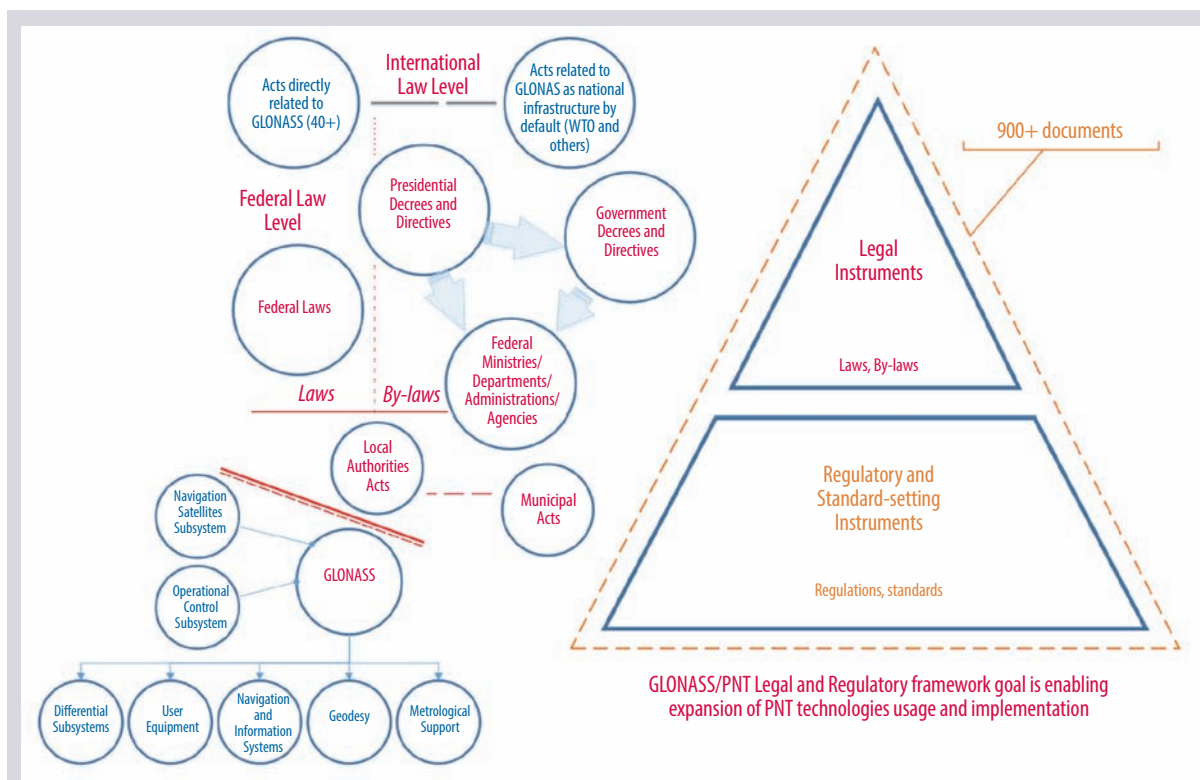 International
Law Level
Acts directly
related to
GLONASS (40+)
Acts related to
GLONAS as national
infrastructure by
default (WTO and
others)
Federal Law
Level
Presidential
Decrees and
Directives
Government
Decrees and
Directives
Federal Laws
Federal
Ministries/
Departments/
Administrations/
Agencies
Laws
By-laws
Local
Authorities
Acts
Municipal
Acts
Navigation
Satellites
Subsystem
GLONASS
Operational
Control
Subsystem
Differential
Subsystems
User
Equipment
Navigation
and
Information
Systems
Geodesy
Metrological
Support
900+ documents
Legal
Instruments
Laws, By-laws
Regulatory and
Standard-setting
Instruments
Regulations, standards
GLONASS/PNT Legal and Regulatory framework goal is enabling
expansion of PNT technologies usage and implementation